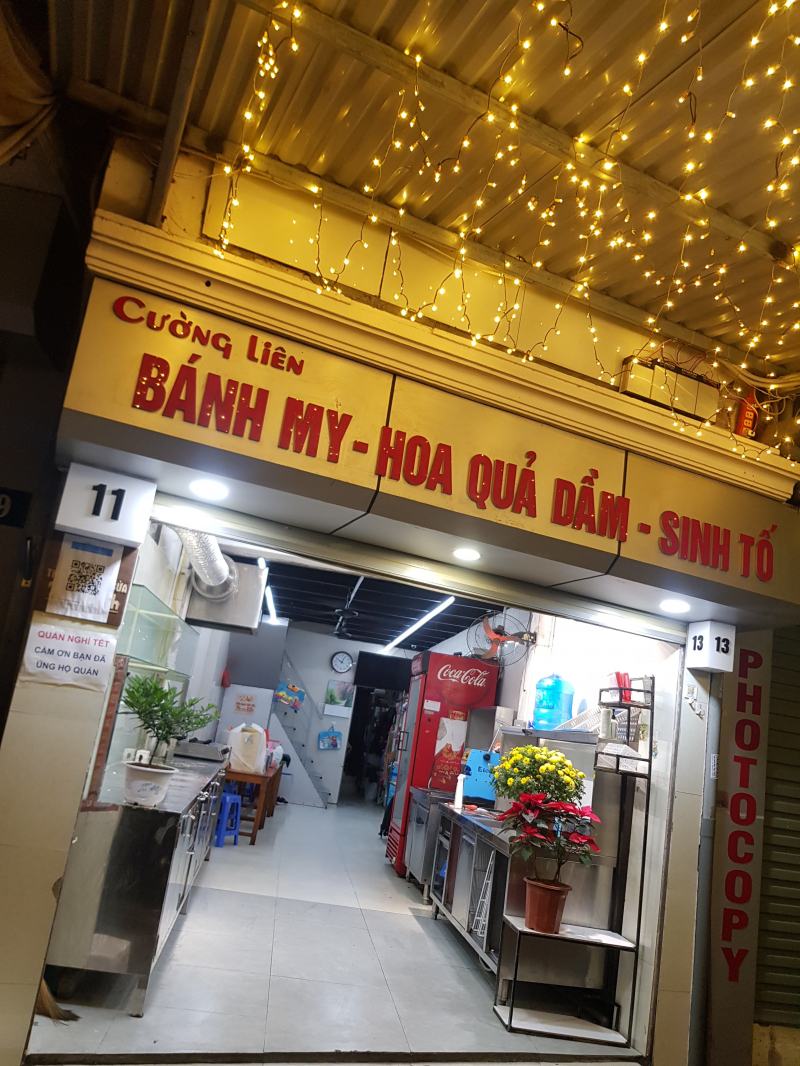 Cường Liên
BÁNH MY - HOA QUẢ DẦM - SINH TỐ
11
13 13
QUÁN NGHỈ TẾT
CẢM ƠN BẠN ĐÃ
ỦNG HỘ QUÁN
Coca-Cola
PHOTOCOPY
9